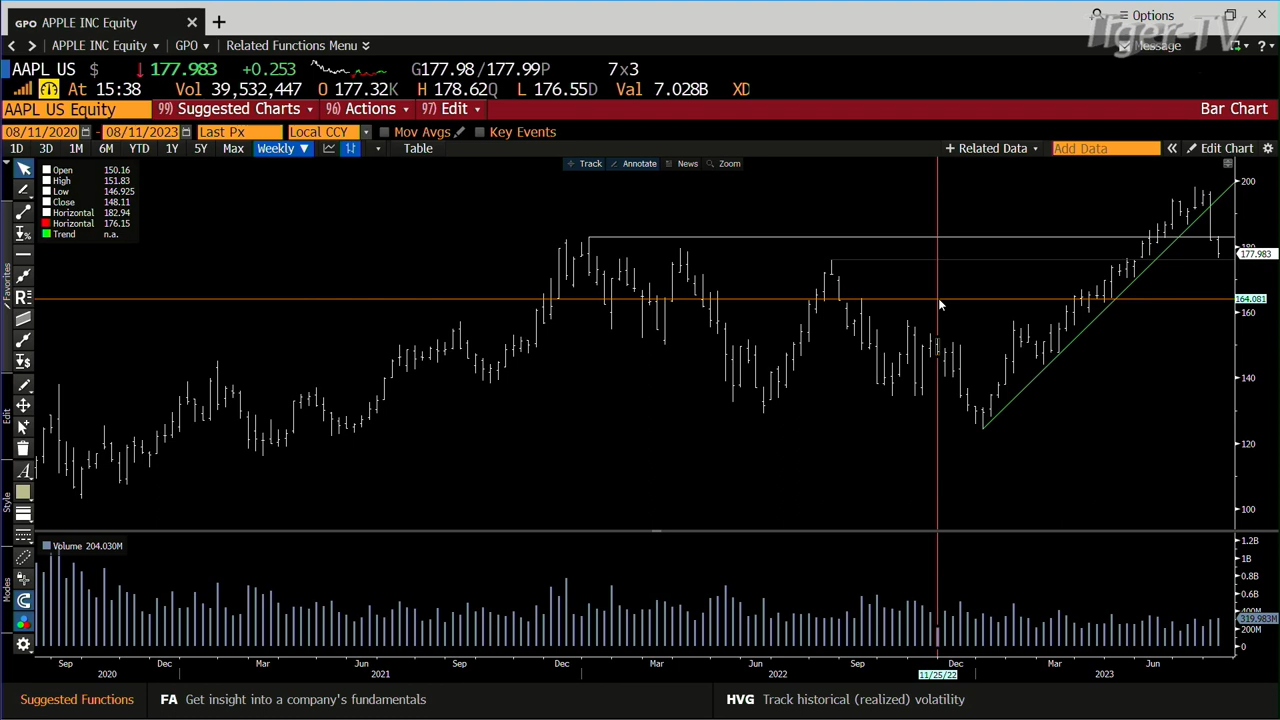 GPO APPLE INC Equity
Options
Tiger-TV
APPLE INC Equity GPO Related Functions Menu
Message
AAPL US $ 177.983 +0.253 G177.98/177.99P 7x3
At 15:38 Vol 39,532,447 O 177.32K H 178.62Q L 176.55D Val 7.028B XD
AAPL US Equity 99) Suggested Charts 96) Actions 97) Edit Bar Chart
08/11/2020 - 08/11/2023 Last Px Local CCY Mov Avgs Key Events
1D 3D 1M 6M YTD 1Y 5Y Max Weekly Table + Related Data Add Data Edit Chart
Track Annotate News Zoom
Open 150.16
High 151.83
Low 146.925
Close 148.11
Horizontal 182.94
Horizontal 176.15
Trend n.a.
200
180
177.983
164.081
160
140
120
100
Favorites
Edit
Style
Modes
Volume 204.030M
1.2B
1B
0.8B
0.6B
400M
319.983M
200M
0
Sep Dec Mar Jun Sep Dec Mar Jun Sep Dec Mar Jun
2020 2021 2022 11/25/22 2023
Suggested Functions FA Get insight into a company's fundamentals HVG Track historical (realized) volatility